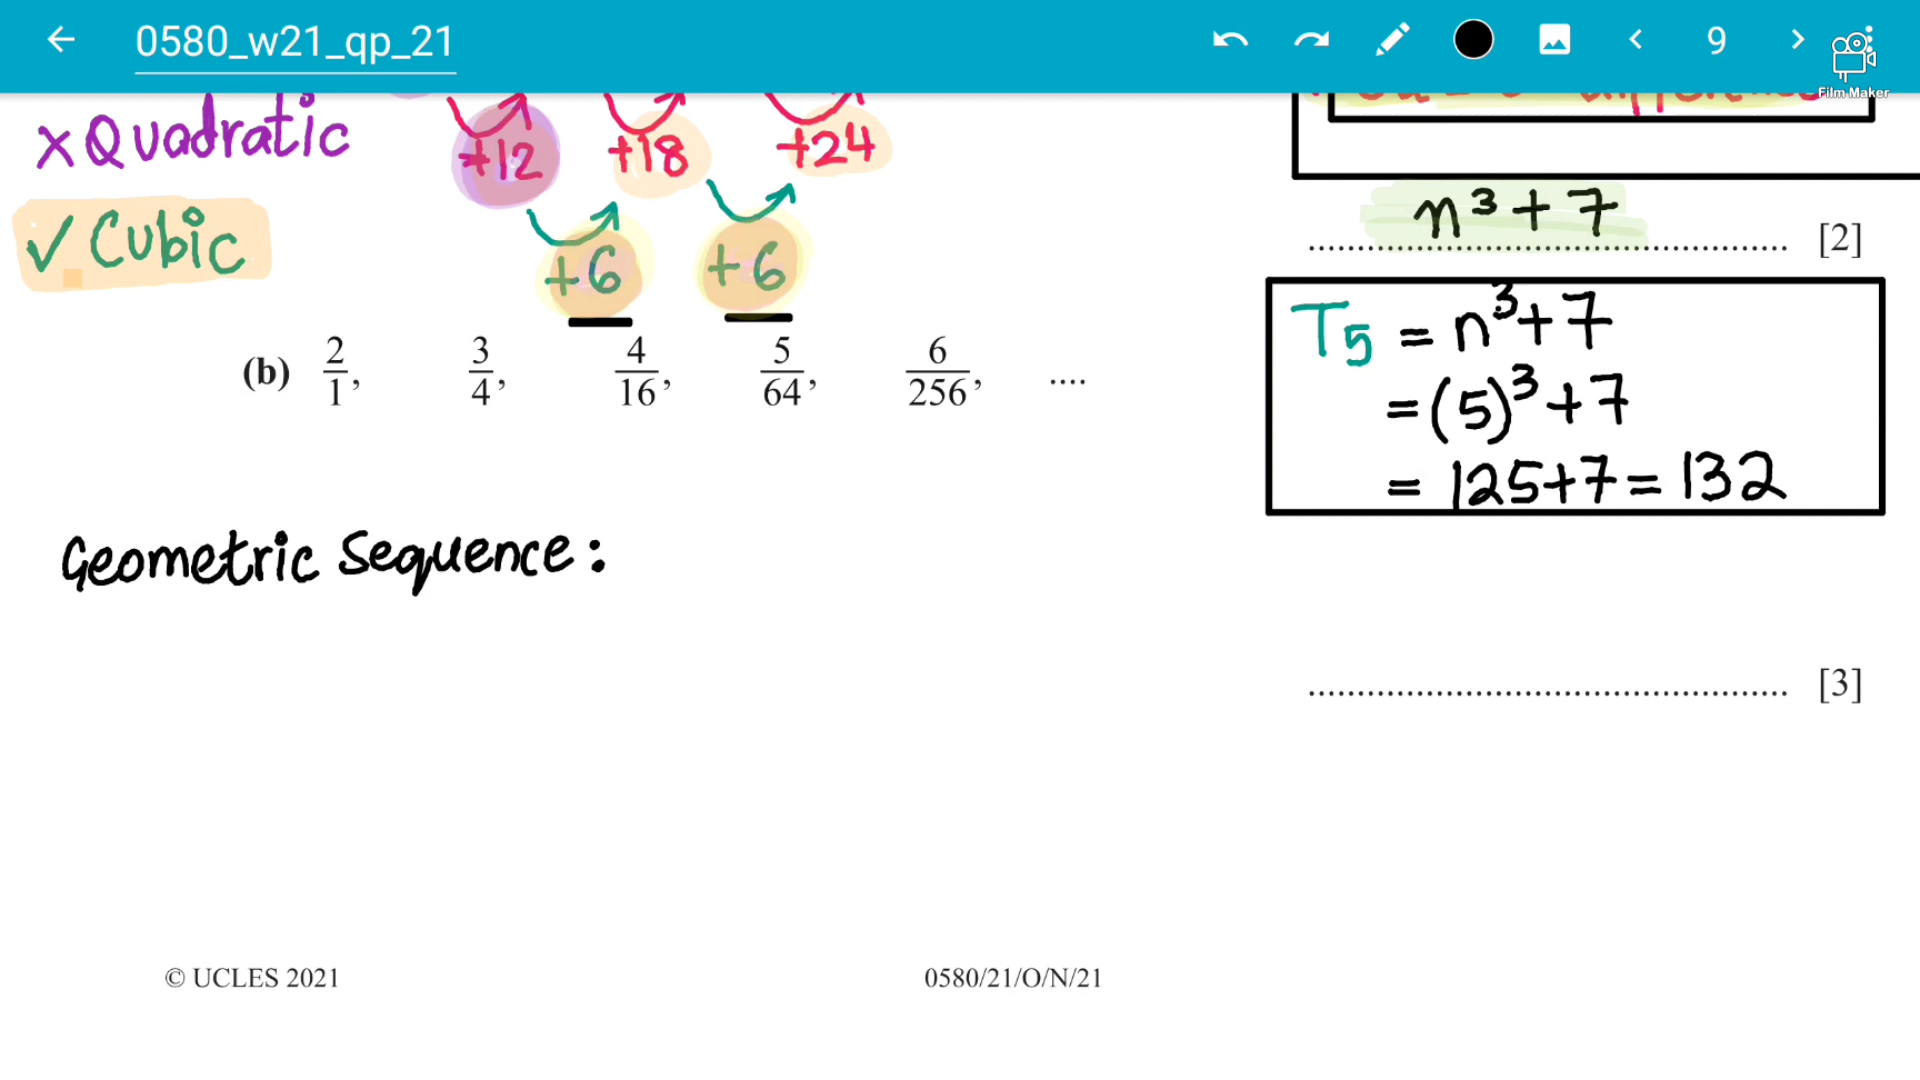 0580_w21_qp_21
9
Film Maker
× Quadratic
+12 +18 +24
✓ Cubic
+6 +6
n³ + 7
[2]
T5 = n³+7
= (5)³+7
= 125+7 = 132
(b) 2/1, 3/4, 4/16, 5/64, 6/256, ....
Geometric Sequence:
[3]
© UCLES 2021
0580/21/O/N/21